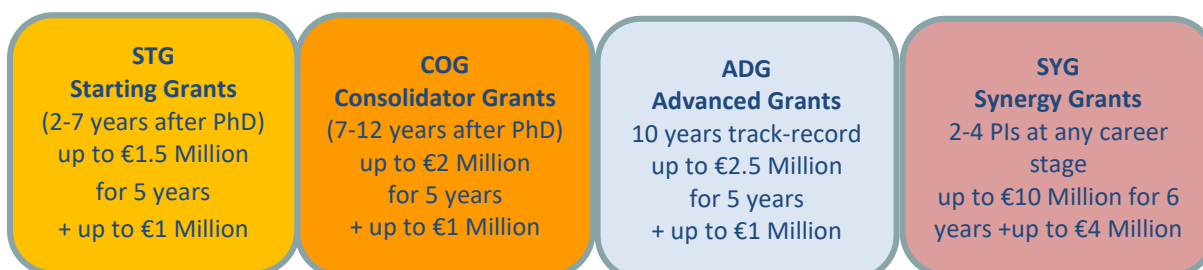 STG
Starting Grants
(2-7 years after PhD)
up to €1.5 Million
for 5 years
+ up to €1 Million
COG
Consolidator Grants
(7-12 years after PhD)
up to €2 Million
for 5 years
+ up to €1 Million
ADG
Advanced Grants
10 years track-record
up to €2.5 Million
for 5 years
+ up to €1 Million
SYG
Synergy Grants
2-4 PIs at any career
stage
up to €10 Million for 6
years +up to €4 Million